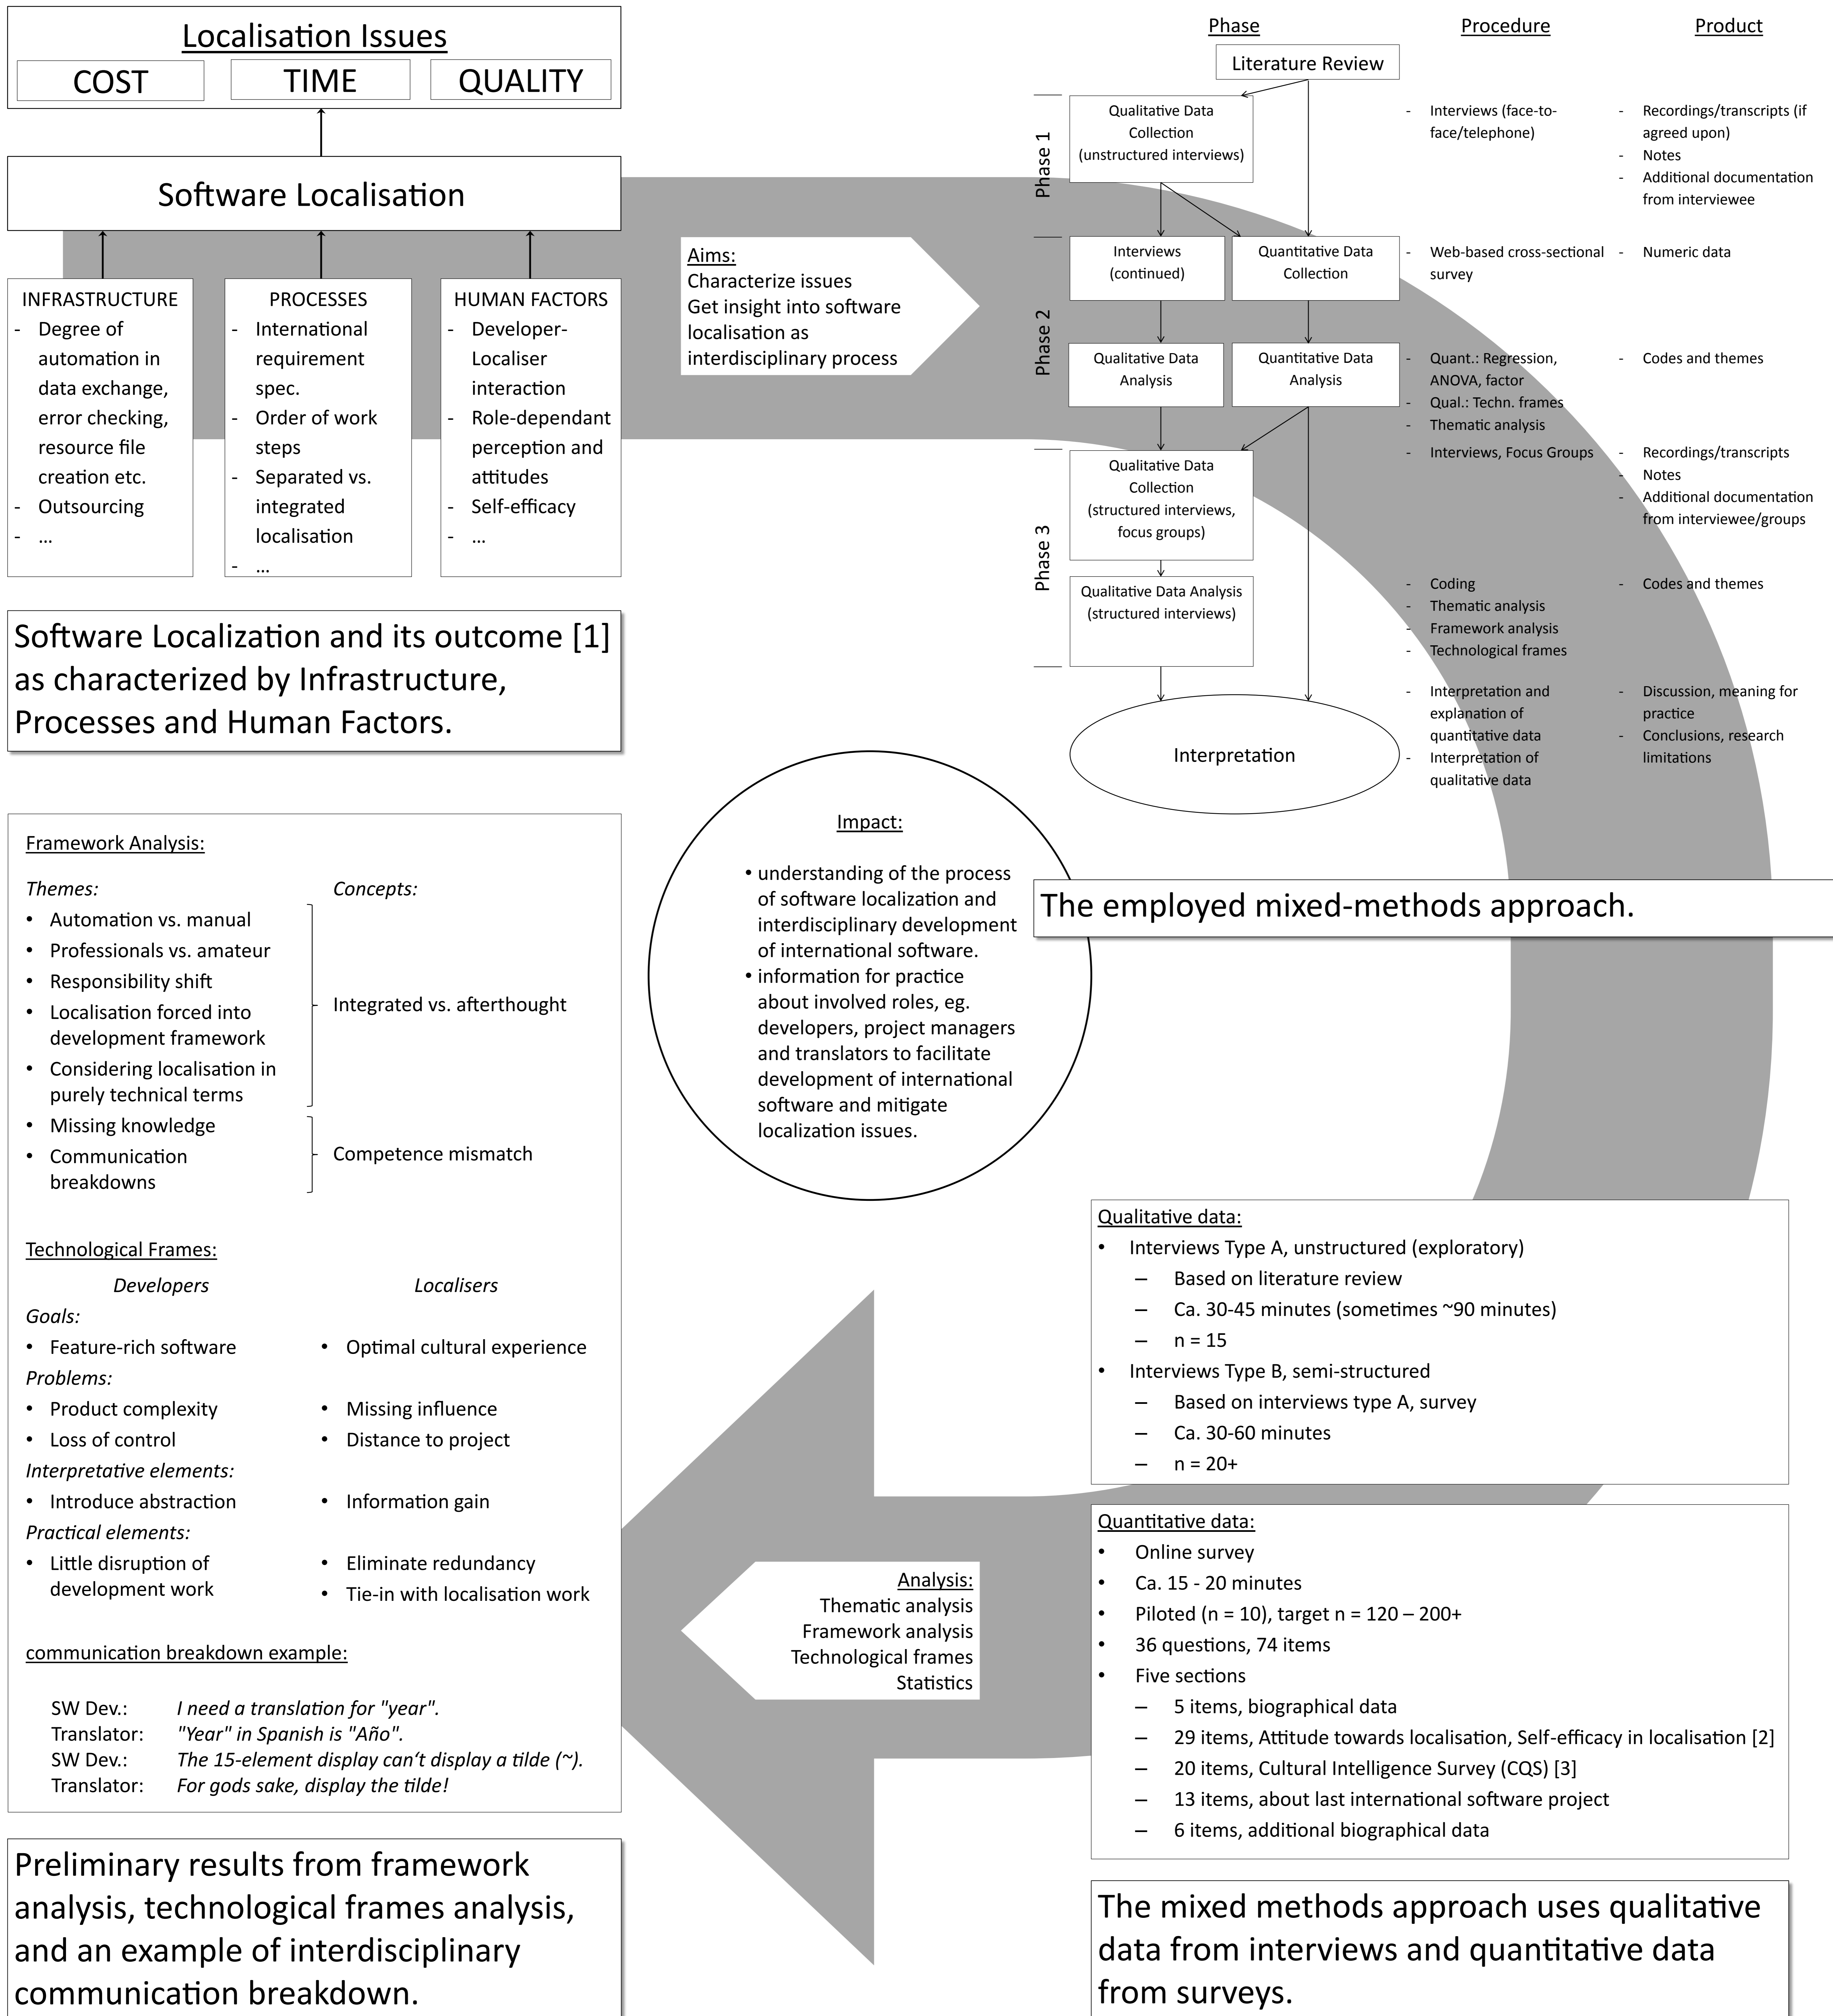 Localisation Issues
COST
TIME
QUALITY
Software Localisation
INFRASTRUCTURE
- Degree of
automation in
data exchange,
error checking,
resource file
creation etc.
- Outsourcing
- ...
PROCESSES
- International
requirement
spec.
- Order of work
steps
- Separated vs.
integrated
localisation
- ...
HUMAN FACTORS
- Developer-
Localiser
interaction
- Role-dependant
perception and
attitudes
- Self-efficacy
- ...
Software Localization and its outcome [1]
as characterized by Infrastructure,
Processes and Human Factors.
Aims:
Characterize issues
Get insight into software
localisation as
interdisciplinary process
Phase
Procedure
Product
Literature Review
Phase 1
Qualitative Data
Collection
(unstructured interviews)
- Interviews (face-to-
face/telephone)
- Recordings/transcripts (if
agreed upon)
- Notes
- Additional documentation
from interviewee
Phase 2
Interviews
(continued)
Quantitative Data
Collection
- Web-based cross-sectional
survey
- Numeric data
Qualitative Data
Analysis
Quantitative Data
Analysis
- Quant.: Regression,
ANOVA, factor
- Qual.: Techn. frames
- Thematic analysis
- Codes and themes
Phase 3
Qualitative Data
Collection
(structured interviews,
focus groups)
- Interviews, Focus Groups
- Recordings/transcripts
- Notes
- Additional documentation
from interviewee/groups
Qualitative Data Analysis
(structured interviews)
- Coding
- Thematic analysis
- Framework analysis
- Technological frames
- Codes and themes
Interpretation
- Interpretation and
explanation of
quantitative data
- Interpretation of
qualitative data
- Discussion, meaning for
practice
- Conclusions, research
limitations
The employed mixed-methods approach.
Impact:
• understanding of the process
of software localization and
interdisciplinary development
of international software.
• information for practice
about involved roles, eg.
developers, project managers
and translators to facilitate
development of international
software and mitigate
localization issues.
Qualitative data:
• Interviews Type A, unstructured (exploratory)
– Based on literature review
– Ca. 30-45 minutes (sometimes ~90 minutes)
– n = 15
• Interviews Type B, semi-structured
– Based on interviews type A, survey
– Ca. 30-60 minutes
– n = 20+
Quantitative data:
• Online survey
• Ca. 15 - 20 minutes
• Piloted (n = 10), target n = 120 – 200+
• 36 questions, 74 items
• Five sections
– 5 items, biographical data
– 29 items, Attitude towards localisation, Self-efficacy in localisation [2]
– 20 items, Cultural Intelligence Survey (CQS) [3]
– 13 items, about last international software project
– 6 items, additional biographical data
The mixed methods approach uses qualitative
data from interviews and quantitative data
from surveys.
Analysis:
Thematic analysis
Framework analysis
Technological frames
Statistics
Framework Analysis:
Themes:
Concepts:
• Automation vs. manual
• Professionals vs. amateur
• Responsibility shift
• Localisation forced into
development framework
• Considering localisation in
purely technical terms
Integrated vs. afterthought
• Missing knowledge
• Communication
breakdowns
Competence mismatch
Technological Frames:
Developers
Localisers
Goals:
• Feature-rich software
• Optimal cultural experience
Problems:
• Product complexity
• Missing influence
• Loss of control
• Distance to project
Interpretative elements:
• Introduce abstraction
• Information gain
Practical elements:
• Little disruption of
development work
• Eliminate redundancy
• Tie-in with localisation work
communication breakdown example:
SW Dev.: I need a translation for "year".
Translator: "Year" in Spanish is "Año".
SW Dev.: The 15-element display can‘t display a tilde (~).
Translator: For gods sake, display the tilde!
Preliminary results from framework
analysis, technological frames analysis,
and an example of interdisciplinary
communication breakdown.